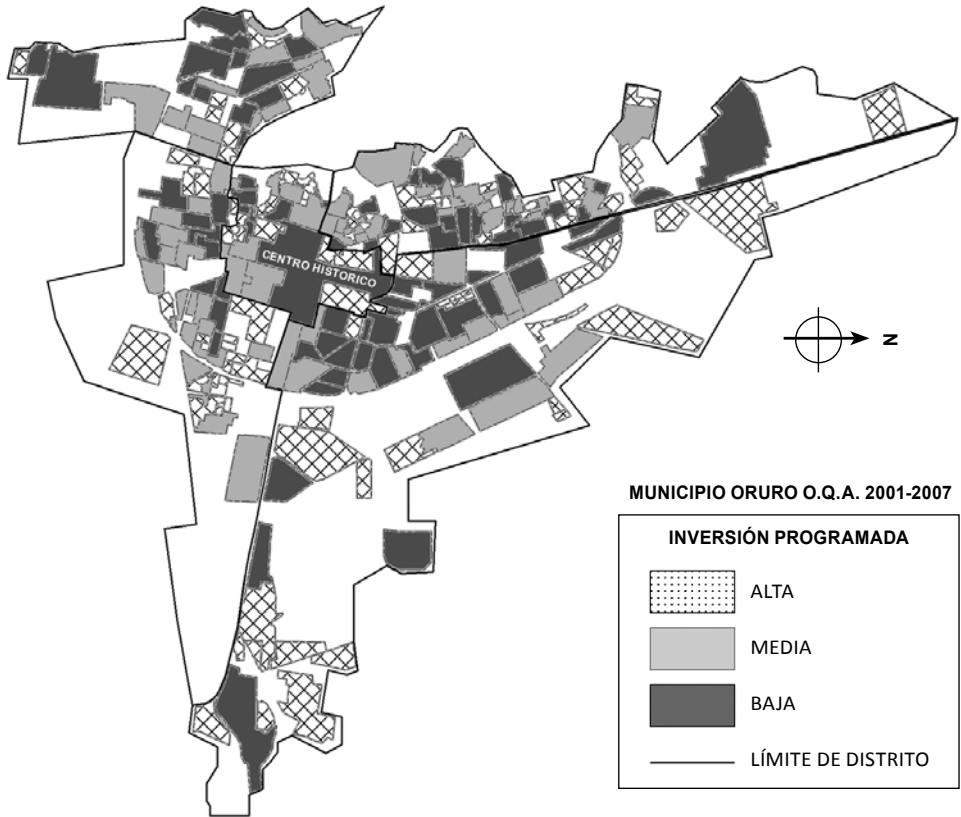 CENTRO HISTORICO
N
MUNICIPIO ORURO O.Q.A. 2001-2007
INVERSIÓN PROGRAMADA
ALTA
MEDIA
BAJA
LÍMITE DE DISTRITO